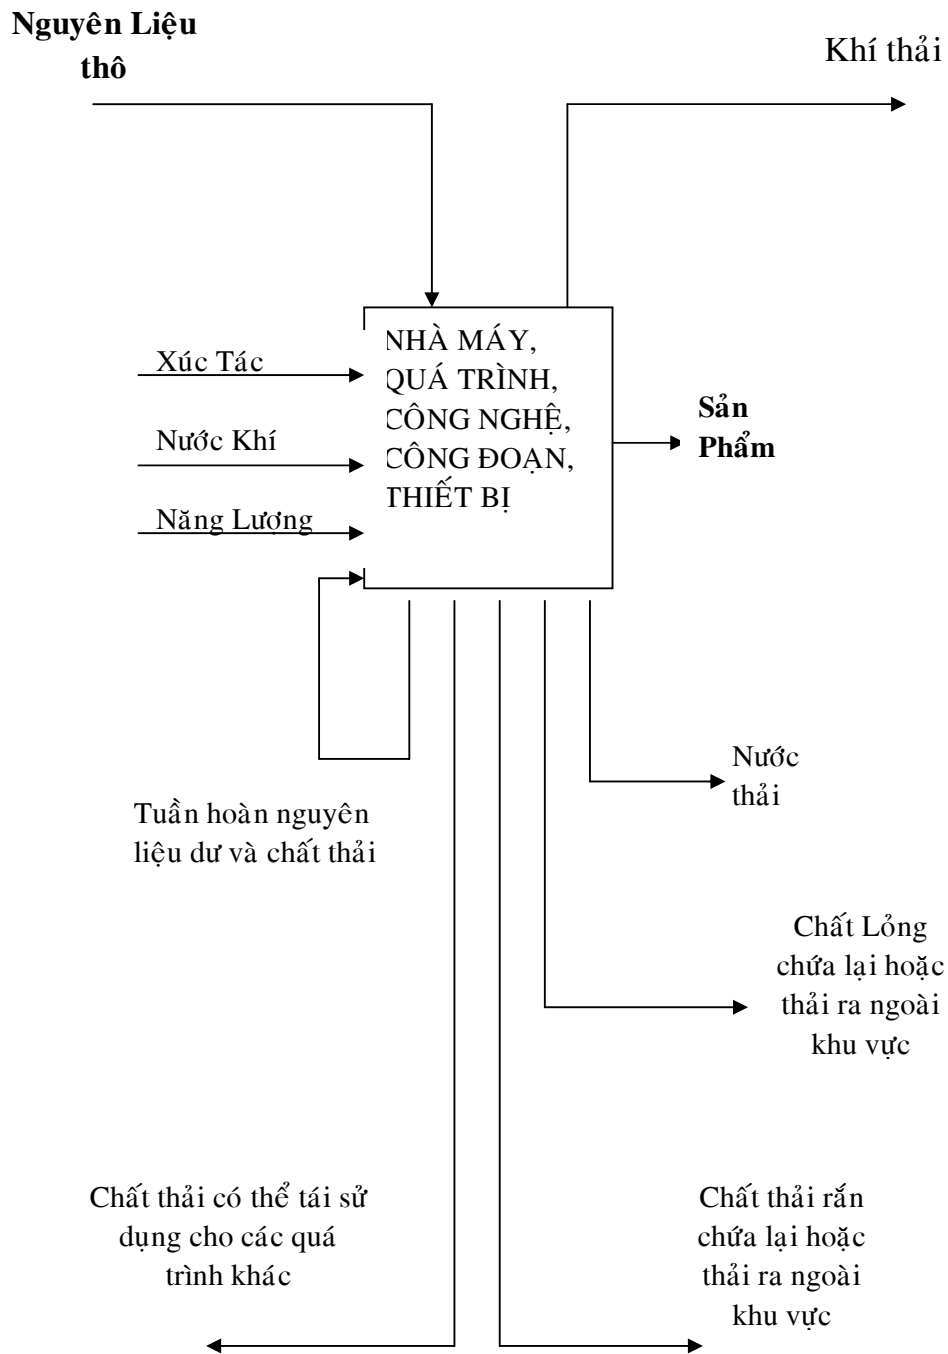 Nguyên Liệu
thô
Khí thải
NHÀ MÁY,
QUÁ TRÌNH,
CÔNG NGHỆ,
CÔNG ĐOẠN,
THIẾT BỊ
Xúc Tác
Nước Khí
Năng Lượng
Sản
Phẩm
Nước
thải
Tuần hoàn nguyên
liệu dư và chất thải
Chất Lỏng
chứa lại hoặc
thải ra ngoài
khu vực
Chất thải có thể tái sử
dụng cho các quá
trình khác
Chất thải rắn
chứa lại hoặc
thải ra ngoài
khu vực